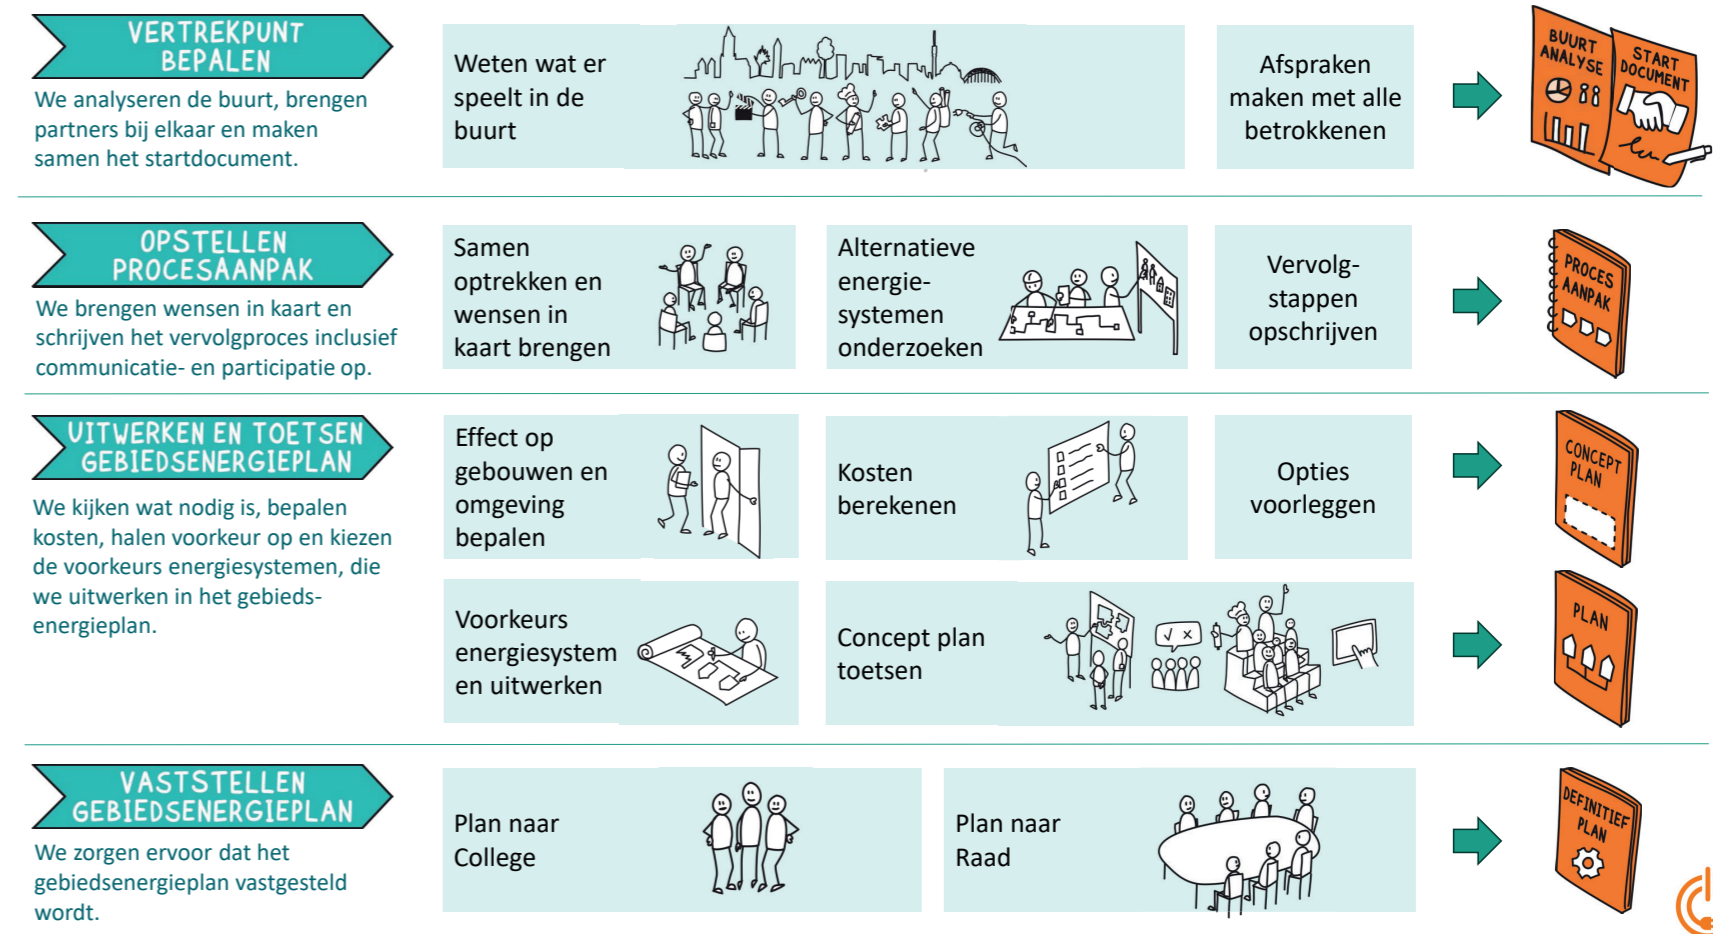 VERTREKPUNT
BEPALEN
We analyseren de buurt, brengen
partners bij elkaar en maken
samen het startdocument.
Weten wat er
speelt in de
buurt
Afspraken
maken met alle
betrokkenen
BUURT
ANALYSE
START
DOCUMENT
OPSTELLEN
PROCESAANPAK
We brengen wensen in kaart en
schrijven het vervolgproces inclusief
communicatie- en participatie op.
Samen
optrekken en
wensen in
kaart brengen
Alternatieve
energie-
systemen
onderzoeken
Vervolg-
stappen
opschrijven
PROCES
AANPAK
UITWERKEN EN TOETSEN
GEBIEDSENERGIEPLAN
We kijken wat nodig is, bepalen
kosten, halen voorkeur op en kiezen
de voorkeurs energiesystemen, die
we uitwerken in het gebieds-
energieplan.
Effect op
gebouwen en
omgeving
bepalen
Kosten
berekenen
Opties
voorleggen
CONCEPT
PLAN
Voorkeurs
energiesystem
en uitwerken
Concept plan
toetsen
PLAN
VASTSTELLEN
GEBIEDSENERGIEPLAN
We zorgen ervoor dat het
gebiedsenergieplan vastgesteld
wordt.
Plan naar
College
Plan naar
Raad
DEFINITIEF
PLAN